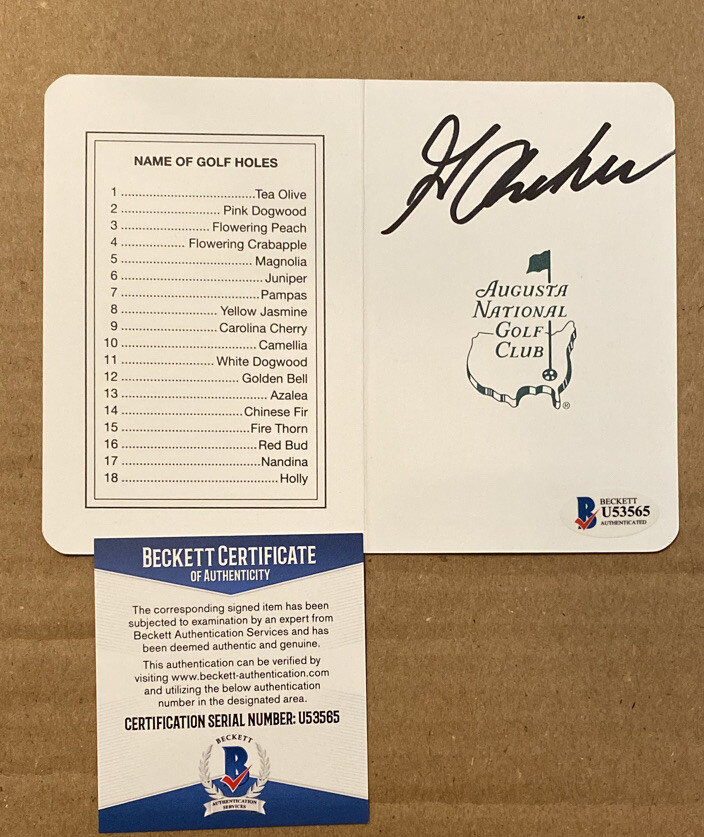 NAME OF GOLF HOLES
1 ........................................Tea Olive
2 .............................. Pink Dogwood
3 ........................... Flowering Peach
4 ................... Flowering Crabapple
5 ........................................ Magnolia
6 ...........................................Juniper
7 .........................................Pampas
8 .............................. Yellow Jasmine
9 ..............................Carolina Cherry
10 .........................................Camellia
11 ............................White Dogwood
12 .................................... Golden Bell
13 ............................................. Azalea
14 .....................................Chinese Fir
15 .......................................Fire Thorn
16 .........................................Red Bud
17 ..........................................Nandina
18 ................................................Holly
G Archer
AUGUSTA
NATIONAL
GOLF
CLUB
®
BECKETT
U53565
AUTHENTICATED
BECKETT CERTIFICATE
OF AUTHENTICITY
The corresponding signed item has been
subjected to examination by an expert from
Beckett Authentication Services and has
been deemed authentic and genuine.
This authentication can be verified by
visiting www.beckett-authentication.com
and utilizing the below authentication
number in the designated area.
CERTIFICATION SERIAL NUMBER: U53565
BECKETT
B
AUTHENTICATION
SERVICES